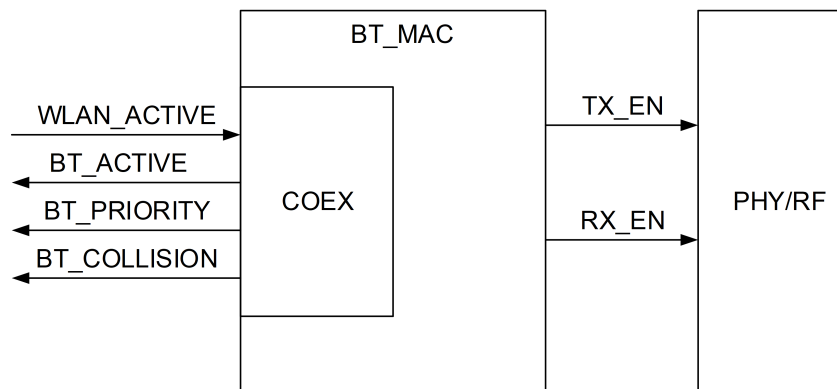 BT_MAC
WLAN_ACTIVE
BT_ACTIVE
BT_PRIORITY
BT_COLLISION
COEX
TX_EN
RX_EN
PHY/RF